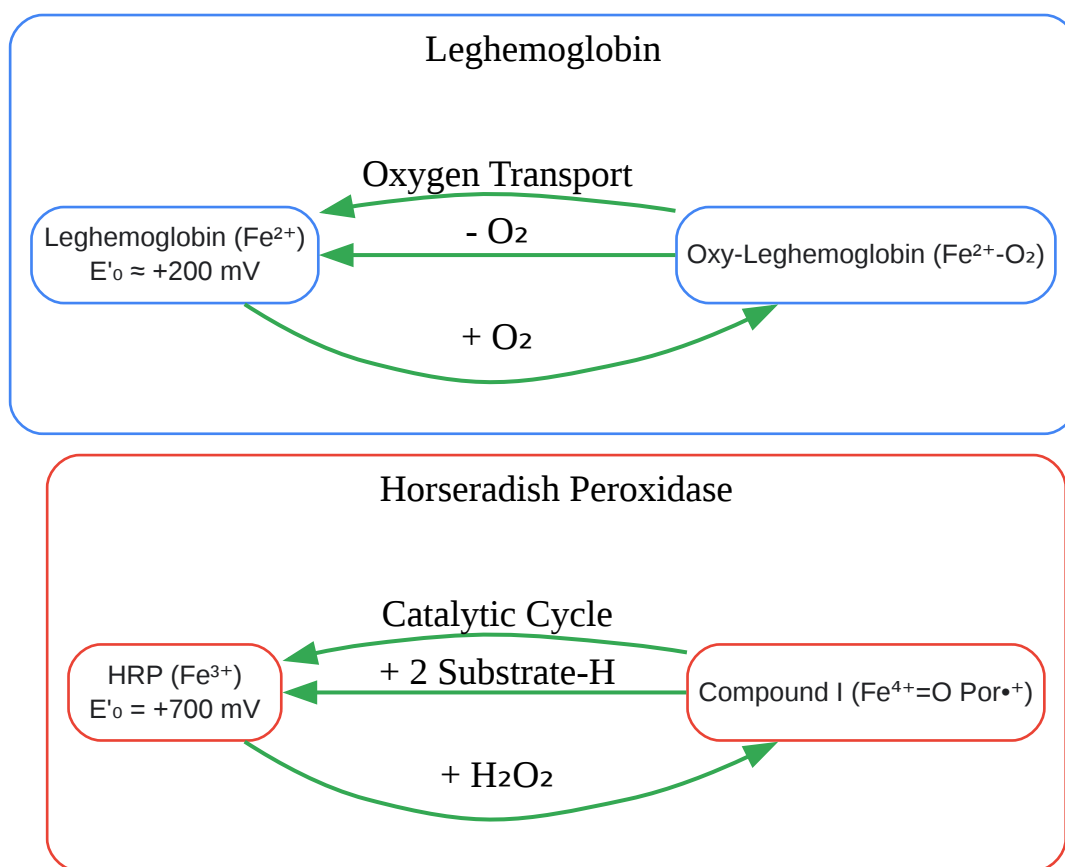 Leghemoglobin
Oxygen Transport
- O₂
Leghemoglobin (Fe²⁺)
E'₀ ≈ +200 mV
Oxy-Leghemoglobin (Fe²⁺-O₂)
+ O₂
Horseradish Peroxidase
Catalytic Cycle
+ 2 Substrate-H
HRP (Fe³⁺)
E'₀ = +700 mV
Compound I (Fe⁴⁺=O Por•⁺)
+ H₂O₂